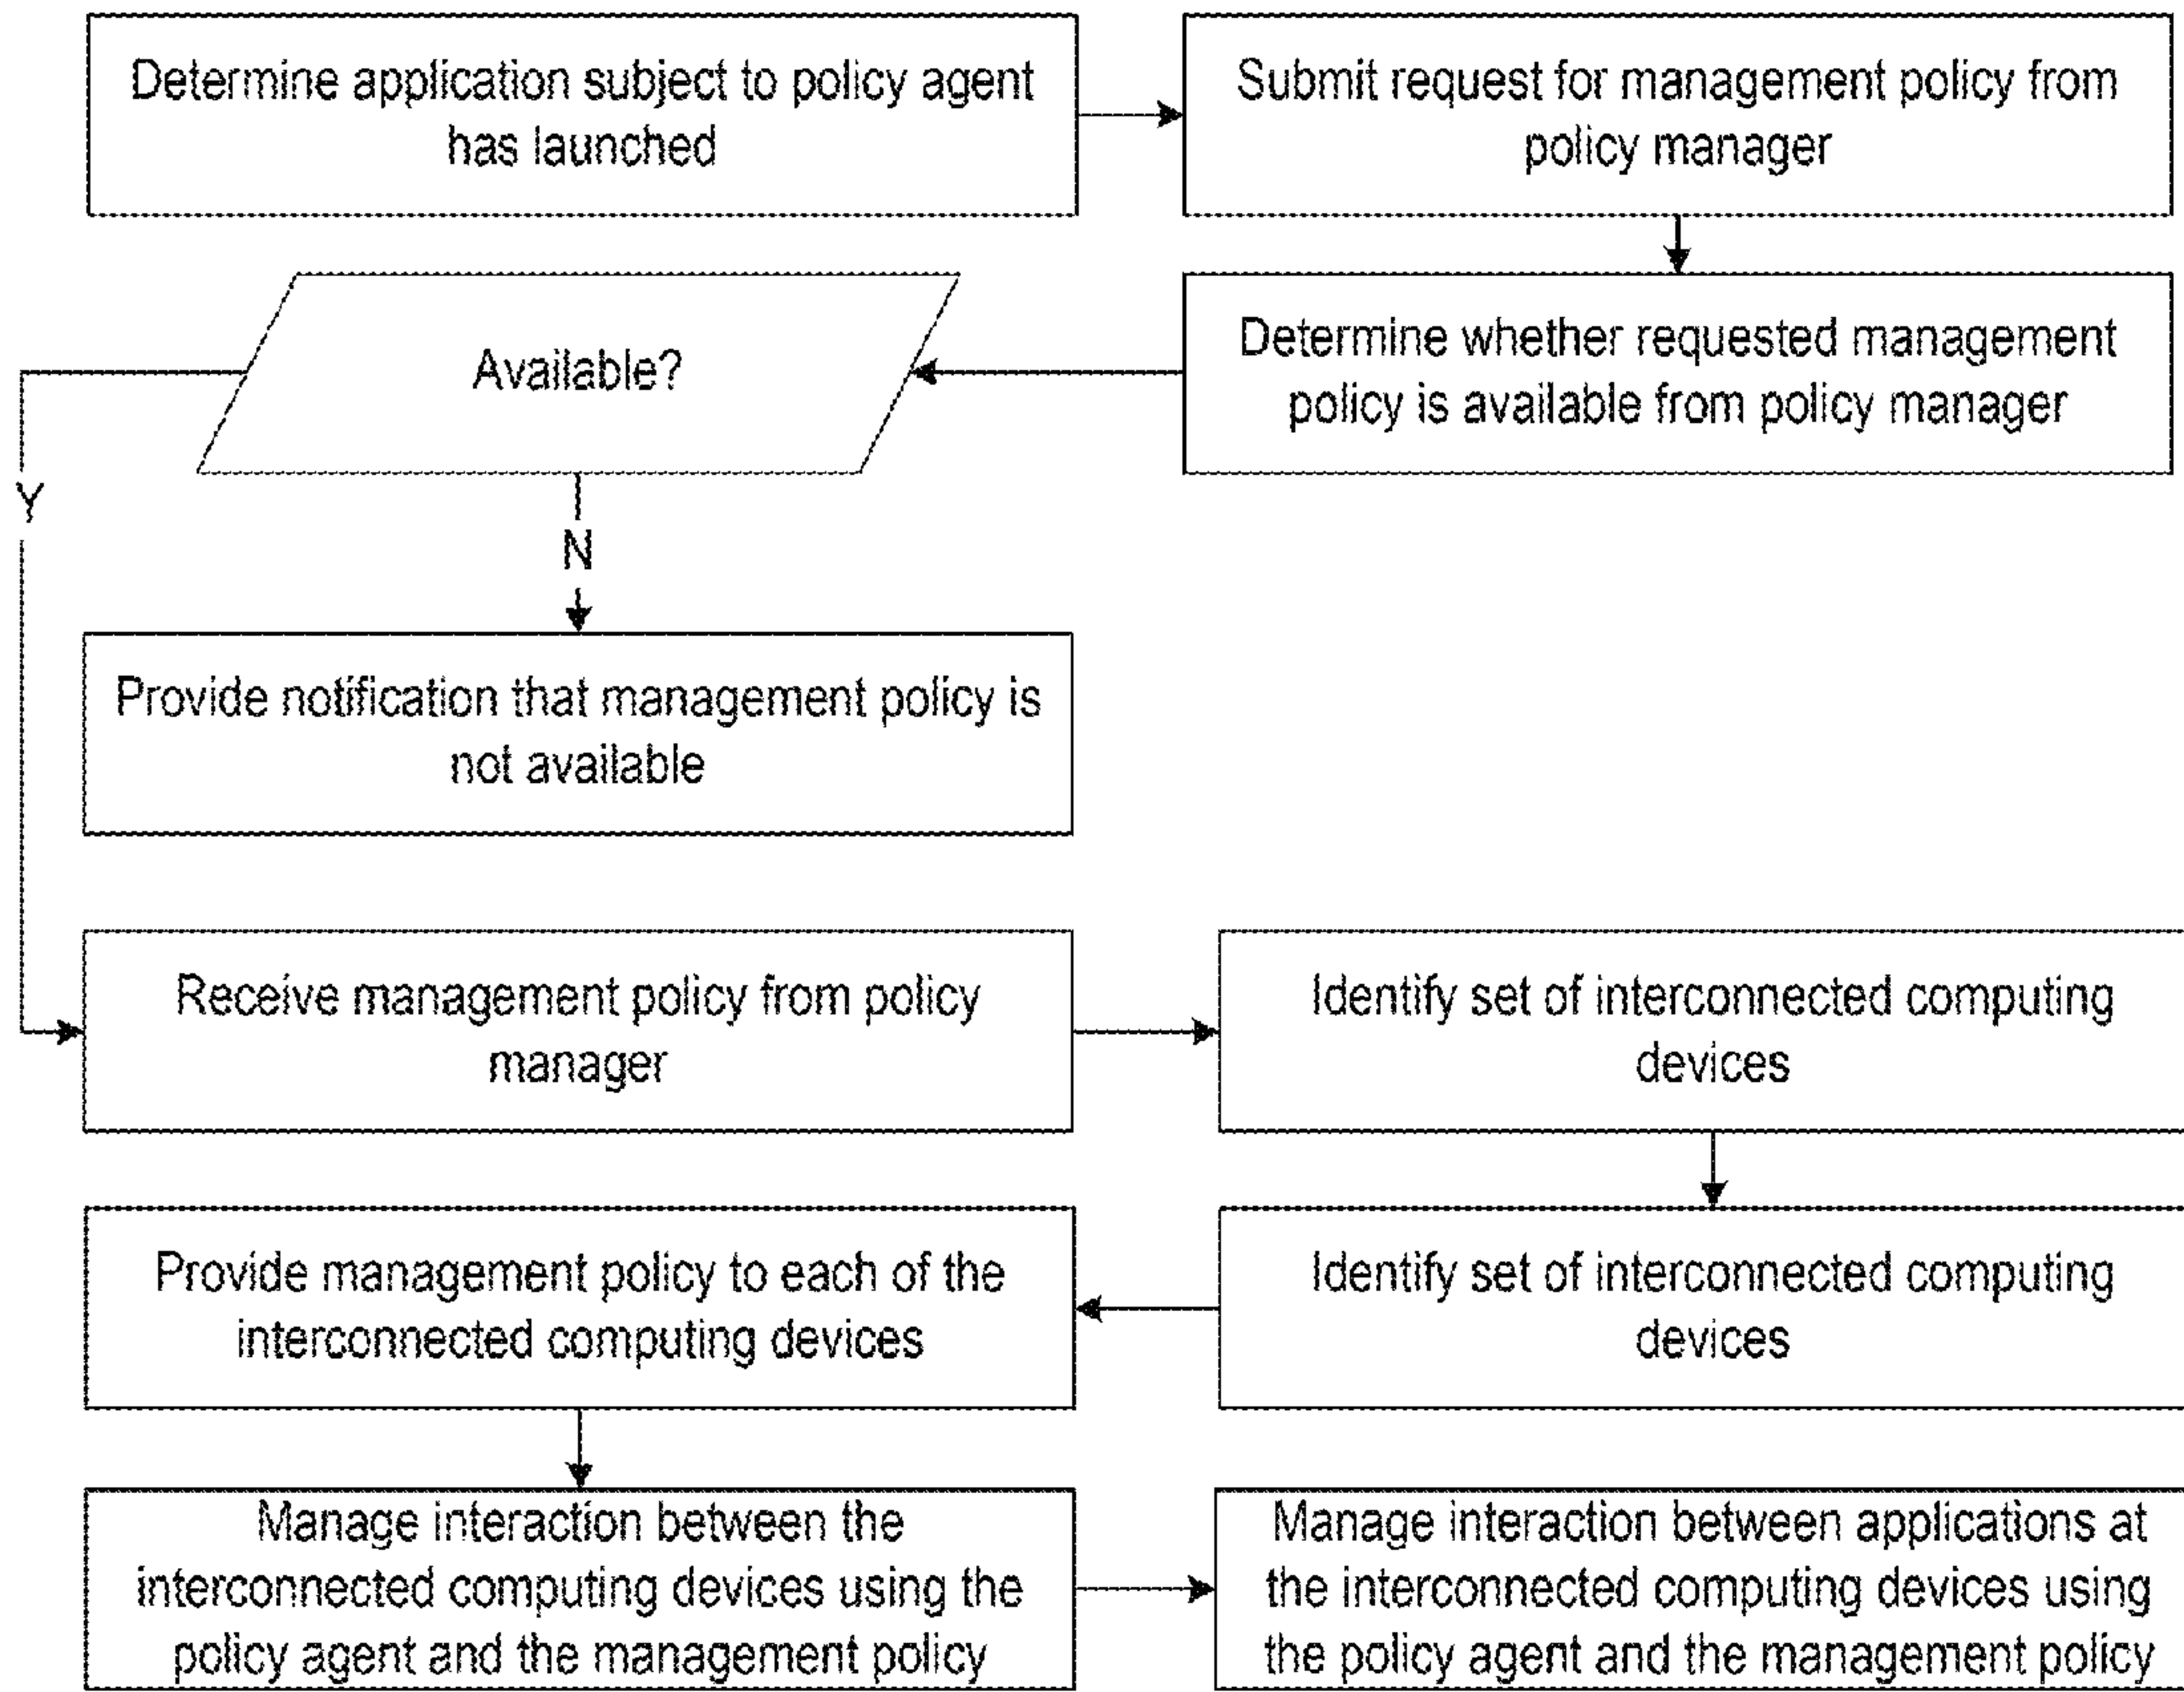 Determine application subject to policy agent
has launched
Submit request for management policy from
policy manager
Determine whether requested management
policy is available from policy manager
Available?
Y
N
Provide notification that management policy is
not available
Receive management policy from policy
manager
Identify set of interconnected computing
devices
Identify set of interconnected computing
devices
Provide management policy to each of the
interconnected computing devices
Manage interaction between the
interconnected computing devices using the
policy agent and the management policy
Manage interaction between applications at
the interconnected computing devices using
the policy agent and the management policy